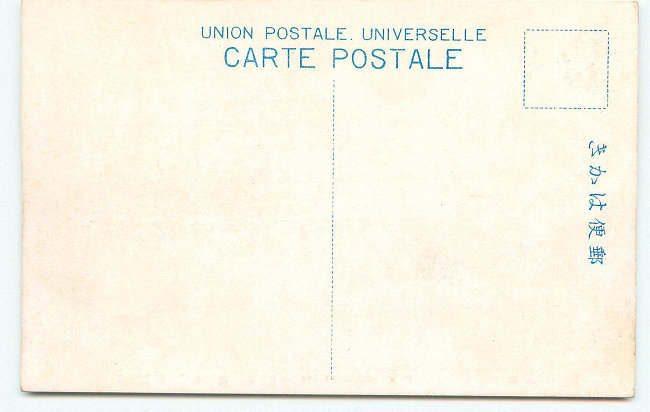 UNION POSTALE. UNIVERSELLE
CARTE POSTALE
きかは便郵